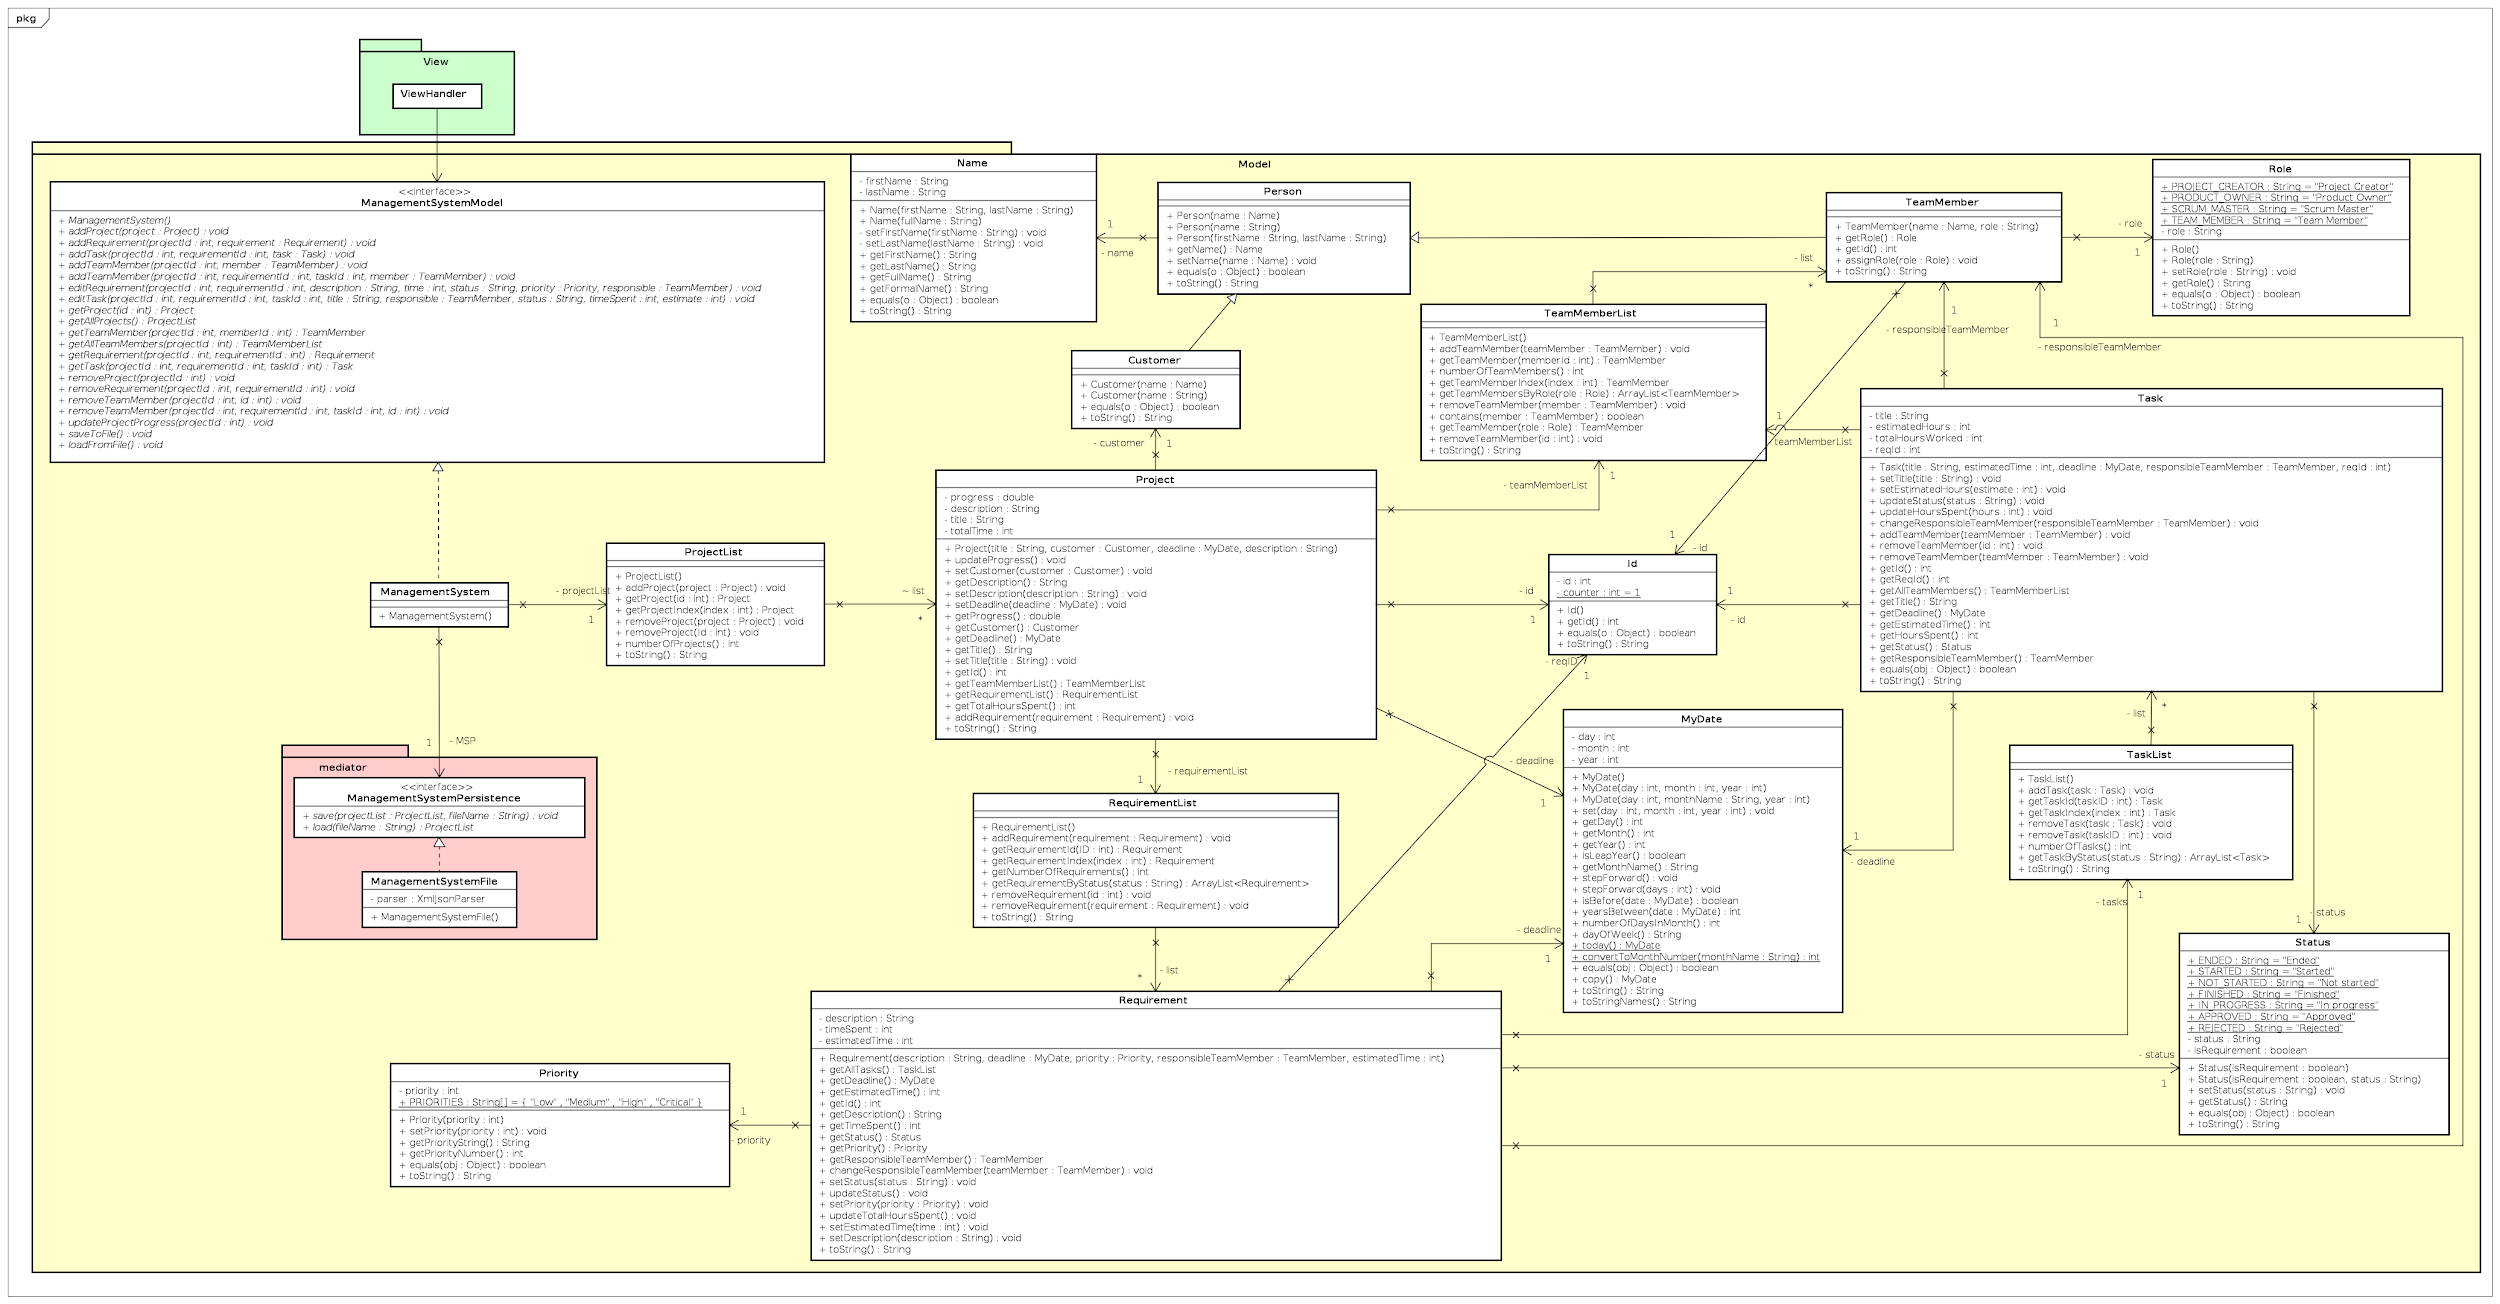 pkg
View
ViewHandler
Model
<<interface>>
ManagementSystemModel
+ ManagementSystem()
+ addProject(project : Project) : void
+ addRequirement(projectId : int, requirement : Requirement) : void
+ addTask(projectId : int, requirementId : int, task : Task) : void
+ addTeamMember(projectId : int, member : TeamMember) : void
+ addTeamMember(projectId : int, requirementId : int, taskId : int, member : TeamMember) : void
+ editRequirement(projectId : int, requirementId : int, description : String, time : int, status : String, priority : Priority, responsible : TeamMember) : void
+ editTask(projectId : int, requirementId : int, taskId : int, title : String, responsible : TeamMember, status : String, timeSpent : int, estimate : int) : void
+ getProject(id : int) : Project
+ getAllProjects() : ProjectList
+ getTeamMember(projectId : int, memberId : int) : TeamMember
+ getAllTeamMembers(projectId : int) : TeamMemberList
+ getRequirement(projectId : int, requirementId : int) : Requirement
+ getTask(projectId : int, requirementId : int, taskId : int) : Task
+ removeProject(projectId : int) : void
+ removeRequirement(projectId : int, requirementId : int) : void
+ removeTeamMember(projectId : int, id : int) : void
+ removeTeamMember(projectId : int, requirementId : int, taskId : int, id : int) : void
+ updateProjectProgress(projectId : int) : void
+ saveToFile() : void
+ loadFromFile() : void
Name
- firstName : String
- lastName : String
+ Name(firstName : String, lastName : String)
+ Name(fullName : String)
- setFirstName(firstName : String) : void
- setLastName(lastName : String) : void
+ getFirstName() : String
+ getLastName() : String
+ getFullName() : String
+ getFormalName() : String
+ equals(o : Object) : boolean
+ toString() : String
1
- name
Person
+ Person(name : Name)
+ Person(name : String)
+ Person(firstName : String, lastName : String)
+ getName() : Name
+ setName(name : Name) : void
+ equals(o : Object) : boolean
+ toString() : String
TeamMember
+ TeamMember(name : Name, role : String)
+ getRole() : Role
+ getId() : int
+ assignRole(role : Role) : void
+ toString() : String
- role
1
Role
+ PROJECT_CREATOR : String = "Project Creator"
+ PRODUCT_OWNER : String = "Product Owner"
+ SCRUM_MASTER : String = "Scrum Master"
+ TEAM_MEMBER : String = "Team Member"
- role : String
+ Role()
+ Role(role : String)
+ setRole(role : String) : void
+ getRole() : String
+ equals(o : Object) : boolean
+ toString() : String
- list
*
TeamMemberList
+ TeamMemberList()
+ addTeamMember(teamMember : TeamMember) : void
+ getTeamMember(memberId : int) : TeamMember
+ numberOfTeamMembers() : int
+ getTeamMemberIndex(index : int) : TeamMember
+ getTeamMembersByRole(role : Role) : ArrayList<TeamMember>
+ removeTeamMember(member : TeamMember) : void
+ contains(member : TeamMember) : boolean
+ getTeamMember(role : Role) : TeamMember
+ removeTeamMember(id : int) : void
+ toString() : String
1
- responsibleTeamMember
1
- responsibleTeamMember
1
teamMemberList
Customer
+ Customer(name : Name)
+ Customer(name : String)
+ equals(o : Object) : boolean
+ toString() : String
- customer
1
Task
- title : String
- estimatedHours : int
- totalHoursWorked : int
- reqId : int
+ Task(title : String, estimatedTime : int, deadline : MyDate, responsibleTeamMember : TeamMember, reqId : int)
+ setTitle(title : String) : void
+ setEstimatedHours(estimate : int) : void
+ updateStatus(status : String) : void
+ updateHoursSpent(hours : int) : void
+ changeResponsibleTeamMember(responsibleTeamMember : TeamMember) : void
+ addTeamMember(teamMember : TeamMember) : void
+ removeTeamMember(id : int) : void
+ removeTeamMember(teamMember : TeamMember) : void
+ getId() : int
+ getReqId() : int
+ getAllTeamMembers() : TeamMemberList
+ getTitle() : String
+ getDeadline() : MyDate
+ getEstimatedTime() : int
+ getHoursSpent() : int
+ getStatus() : Status
+ getResponsibleTeamMember() : TeamMember
+ equals(obj : Object) : boolean
+ toString() : String
Project
- progress : double
- description : String
- title : String
- totalTime : int
+ Project(title : String, customer : Customer, deadline : MyDate, description : String)
+ updateProgress() : void
+ setCustomer(customer : Customer) : void
+ getDescription() : String
+ setDescription(description : String) : void
+ setDeadline(deadline : MyDate) : void
+ getProgress() : double
+ getCustomer() : Customer
+ getDeadline() : MyDate
+ getTitle() : String
+ setTitle(title : String) : void
+ getId() : int
+ getTeamMemberList() : TeamMemberList
+ getRequirementList() : RequirementList
+ getTotalHoursSpent() : int
+ addRequirement(requirement : Requirement) : void
+ toString() : String
- teamMemberList
1
ManagementSystem
+ ManagementSystem()
- projectList
1
ProjectList
+ ProjectList()
+ addProject(project : Project) : void
+ getProject(id : int) : Project
+ getProjectIndex(index : int) : Project
+ removeProject(project : Project) : void
+ removeProject(id : int) : void
+ numberOfProjects() : int
+ toString() : String
~ list
*
1
- id
Id
- id : int
- counter : int = 1
+ Id()
+ getId() : int
+ equals(o : Object) : boolean
+ toString() : String
- id
1
1
- id
- reqID
1
1
- MSP
mediator
<<interface>>
ManagementSystemPersistence
+ save(projectList : ProjectList, fileName : String) : void
+ load(fileName : String) : ProjectList
ManagementSystemFile
- parser : XmlJsonParser
+ ManagementSystemFile()
- requirementList
1
RequirementList
+ RequirementList()
+ addRequirement(requirement : Requirement) : void
+ getRequirementId(ID : int) : Requirement
+ getRequirementIndex(index : int) : Requirement
+ getNumberOfRequirements() : int
+ getRequirementByStatus(status : String) : ArrayList<Requirement>
+ removeRequirement(id : int) : void
+ removeRequirement(requirement : Requirement) : void
+ toString() : String
* - list
- deadline
1
MyDate
- day : int
- month : int
- year : int
+ MyDate()
+ MyDate(day : int, month : int, year : int)
+ MyDate(day : int, monthName : String, year : int)
+ set(day : int, month : int, year : int) : void
+ getDay() : int
+ getMonth() : int
+ getYear() : int
+ isLeapYear() : boolean
+ getMonthName() : String
+ stepForward() : void
+ stepForward(days : int) : void
+ isBefore(date : MyDate) : boolean
+ yearsBetween(date : MyDate) : int
+ numberOfDaysInMonth() : int
+ dayOfWeek() : String
+ today() : MyDate
+ convertToMonthNumber(monthName : String) : int
+ equals(obj : Object) : boolean
+ copy() : MyDate
+ toString() : String
+ toStringNames() : String
- deadline
1
1
- deadline
- list
*
TaskList
+ TaskList()
+ addTask(task : Task) : void
+ getTaskId(taskID : int) : Task
+ getTaskIndex(index : int) : Task
+ removeTask(task : Task) : void
+ removeTask(taskID : int) : void
+ numberOfTasks() : int
+ getTaskByStatus(status : String) : ArrayList<Task>
+ toString() : String
- tasks
1
1 - status
Status
+ ENDED : String = "Ended"
+ STARTED : String = "Started"
+ NOT_STARTED : String = "Not started"
+ FINISHED : String = "Finished"
+ IN_PROGRESS : String = "In progress"
+ APPROVED : String = "Approved"
+ REJECTED : String = "Rejected"
- status : String
- isRequirement : boolean
+ Status(isRequirement : boolean)
+ Status(isRequirement : boolean, status : String)
+ setStatus(status : String) : void
+ getStatus() : String
+ equals(obj : Object) : boolean
+ toString() : String
- status
1
Requirement
- description : String
- timeSpent : int
- estimatedTime : int
+ Requirement(description : String, deadline : MyDate, priority : Priority, responsibleTeamMember : TeamMember, estimatedTime : int)
+ getAllTasks() : TaskList
+ getDeadline() : MyDate
+ getEstimatedTime() : int
+ getId() : int
+ getDescription() : String
+ getTimeSpent() : int
+ getStatus() : Status
+ getPriority() : Priority
+ getResponsibleTeamMember() : TeamMember
+ changeResponsibleTeamMember(teamMember : TeamMember) : void
+ setStatus(status : String) : void
+ updateStatus() : void
+ setPriority(priority : Priority) : void
+ updateTotalHoursSpent() : void
+ setEstimatedTime(time : int) : void
+ setDescription(description : String) : void
+ toString() : String
Priority
- priority : int
+ PRIORITIES : String[] = { "Low" , "Medium" , "High" , "Critical" }
+ Priority(priority : int)
+ setPriority(priority : int) : void
+ getPriorityString() : String
+ getPriorityNumber() : int
+ equals(obj : Object) : boolean
+ toString() : String
1
- priority